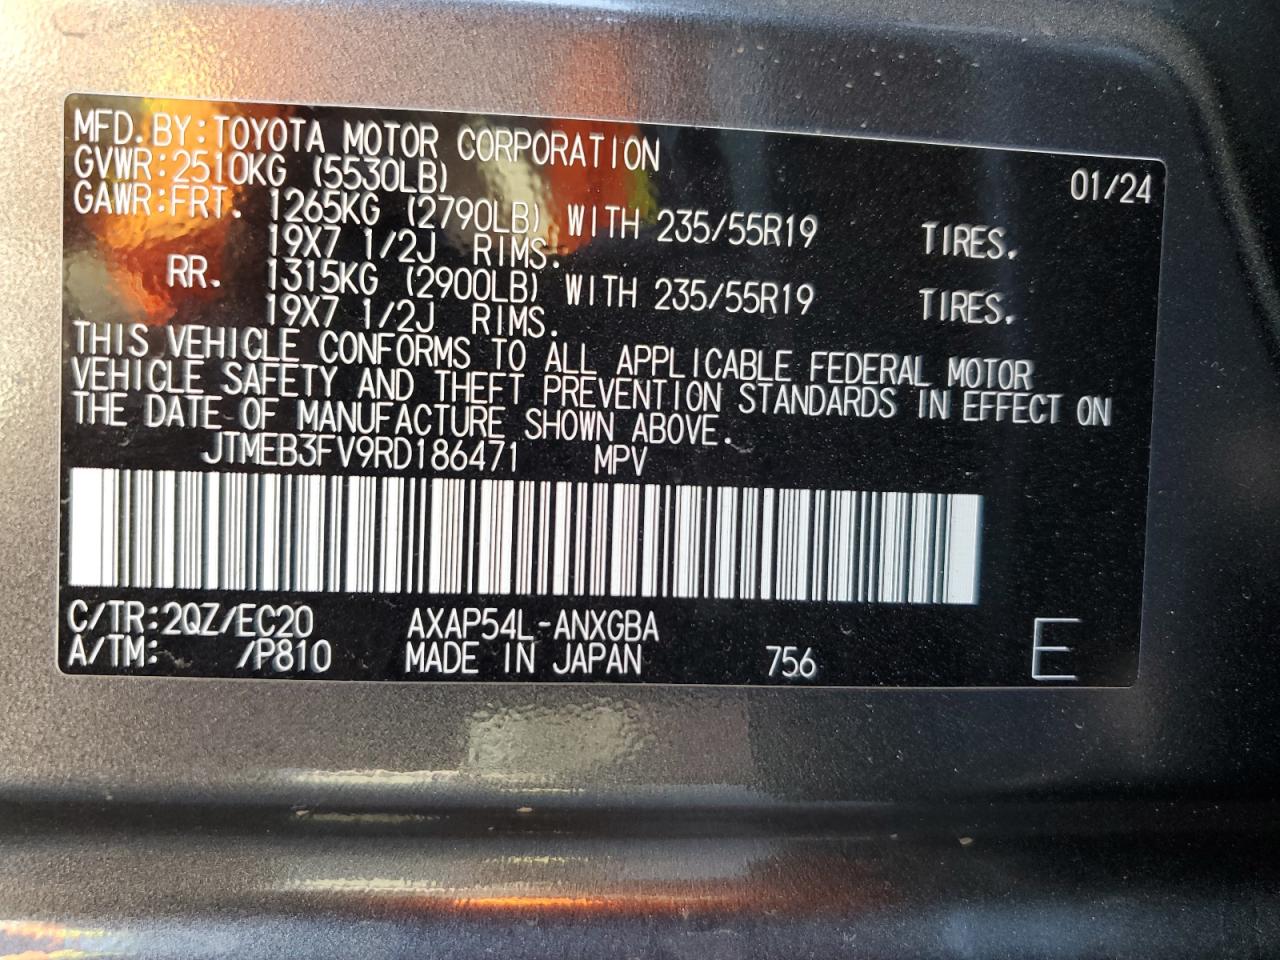 MFD. BY: TOYOTA MOTOR CORPORATION
01/24
GVWR: 2510KG (5530LB)
GAWR: FRT. 1265KG (2790LB) WITH 235/55R19 TIRES.
19X7 1/2J RIMS.
RR. 1315KG (2900LB) WITH 235/55R19 TIRES.
19X7 1/2J RIMS.
THIS VEHICLE CONFORMS TO ALL APPLICABLE FEDERAL MOTOR
VEHICLE SAFETY AND THEFT PREVENTION STANDARDS IN EFFECT ON
THE DATE OF MANUFACTURE SHOWN ABOVE.
JTMEB3FV9RD186471 MPV
C/TR: 2QZ/EC20 AXAP54L-ANXGBA
A/TM: /P810 MADE IN JAPAN 756 E